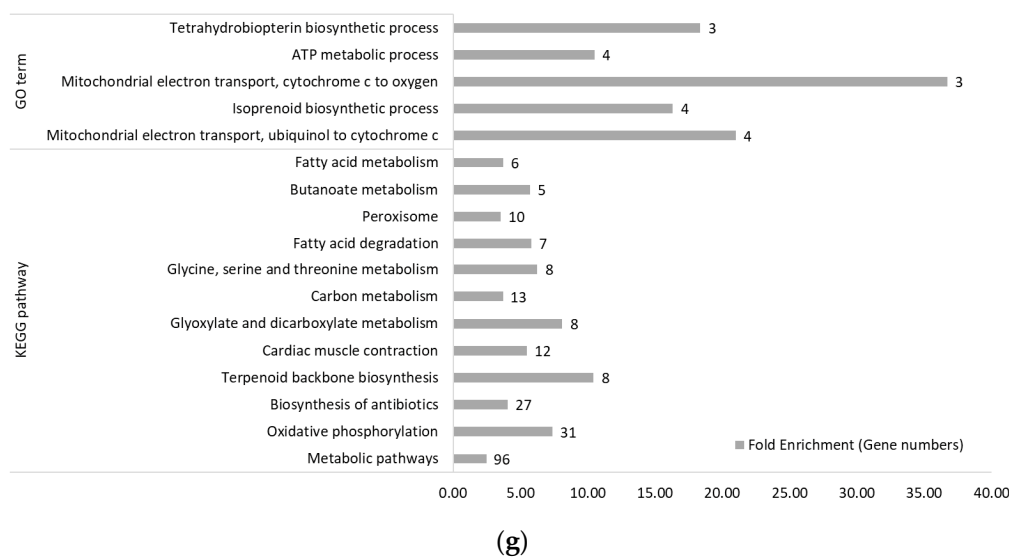 GO term
Tetrahydrobiopterin biosynthetic process 3
ATP metabolic process 4
Mitochondrial electron transport, cytochrome c to oxygen 3
Isoprenoid biosynthetic process 4
Mitochondrial electron transport, ubiquinol to cytochrome c 4
KEGG pathway
Fatty acid metabolism 6
Butanoate metabolism 5
Peroxisome 10
Fatty acid degradation 7
Glycine, serine and threonine metabolism 8
Carbon metabolism 13
Glyoxylate and dicarboxylate metabolism 8
Cardiac muscle contraction 12
Terpenoid backbone biosynthesis 8
Biosynthesis of antibiotics 27
Oxidative phosphorylation 31
Fold Enrichment (Gene numbers)
Metabolic pathways 96
0.00 5.00 10.00 15.00 20.00 25.00 30.00 35.00 40.00
(g)